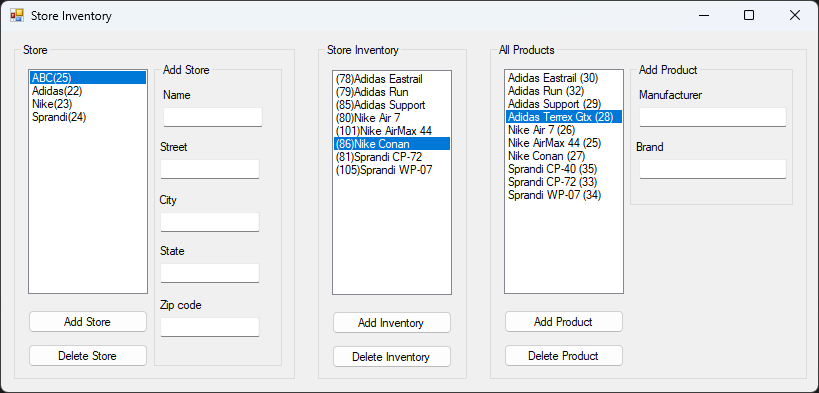 Store Inventory
Store
ABC(25)
Adidas(22)
Nike(23)
Sprandi(24)
Add Store
Delete Store
Add Store
Name
Street
City
State
Zip code
Store Inventory
(78)Adidas Eastrail
(79)Adidas Run
(85)Adidas Support
(80)Nike Air 7
(101)Nike AirMax 44
(86)Nike Conan
(81)Sprandi CP-72
(105)Sprandi WP-07
Add Inventory
Delete Inventory
All Products
Adidas Eastrail (30)
Adidas Run (32)
Adidas Support (29)
Adidas Terrex Gtx (28)
Nike Air 7 (26)
Nike AirMax 44 (25)
Nike Conan (27)
Sprandi CP-40 (35)
Sprandi CP-72 (33)
Sprandi WP-07 (34)
Add Product
Delete Product
Add Product
Manufacturer
Brand